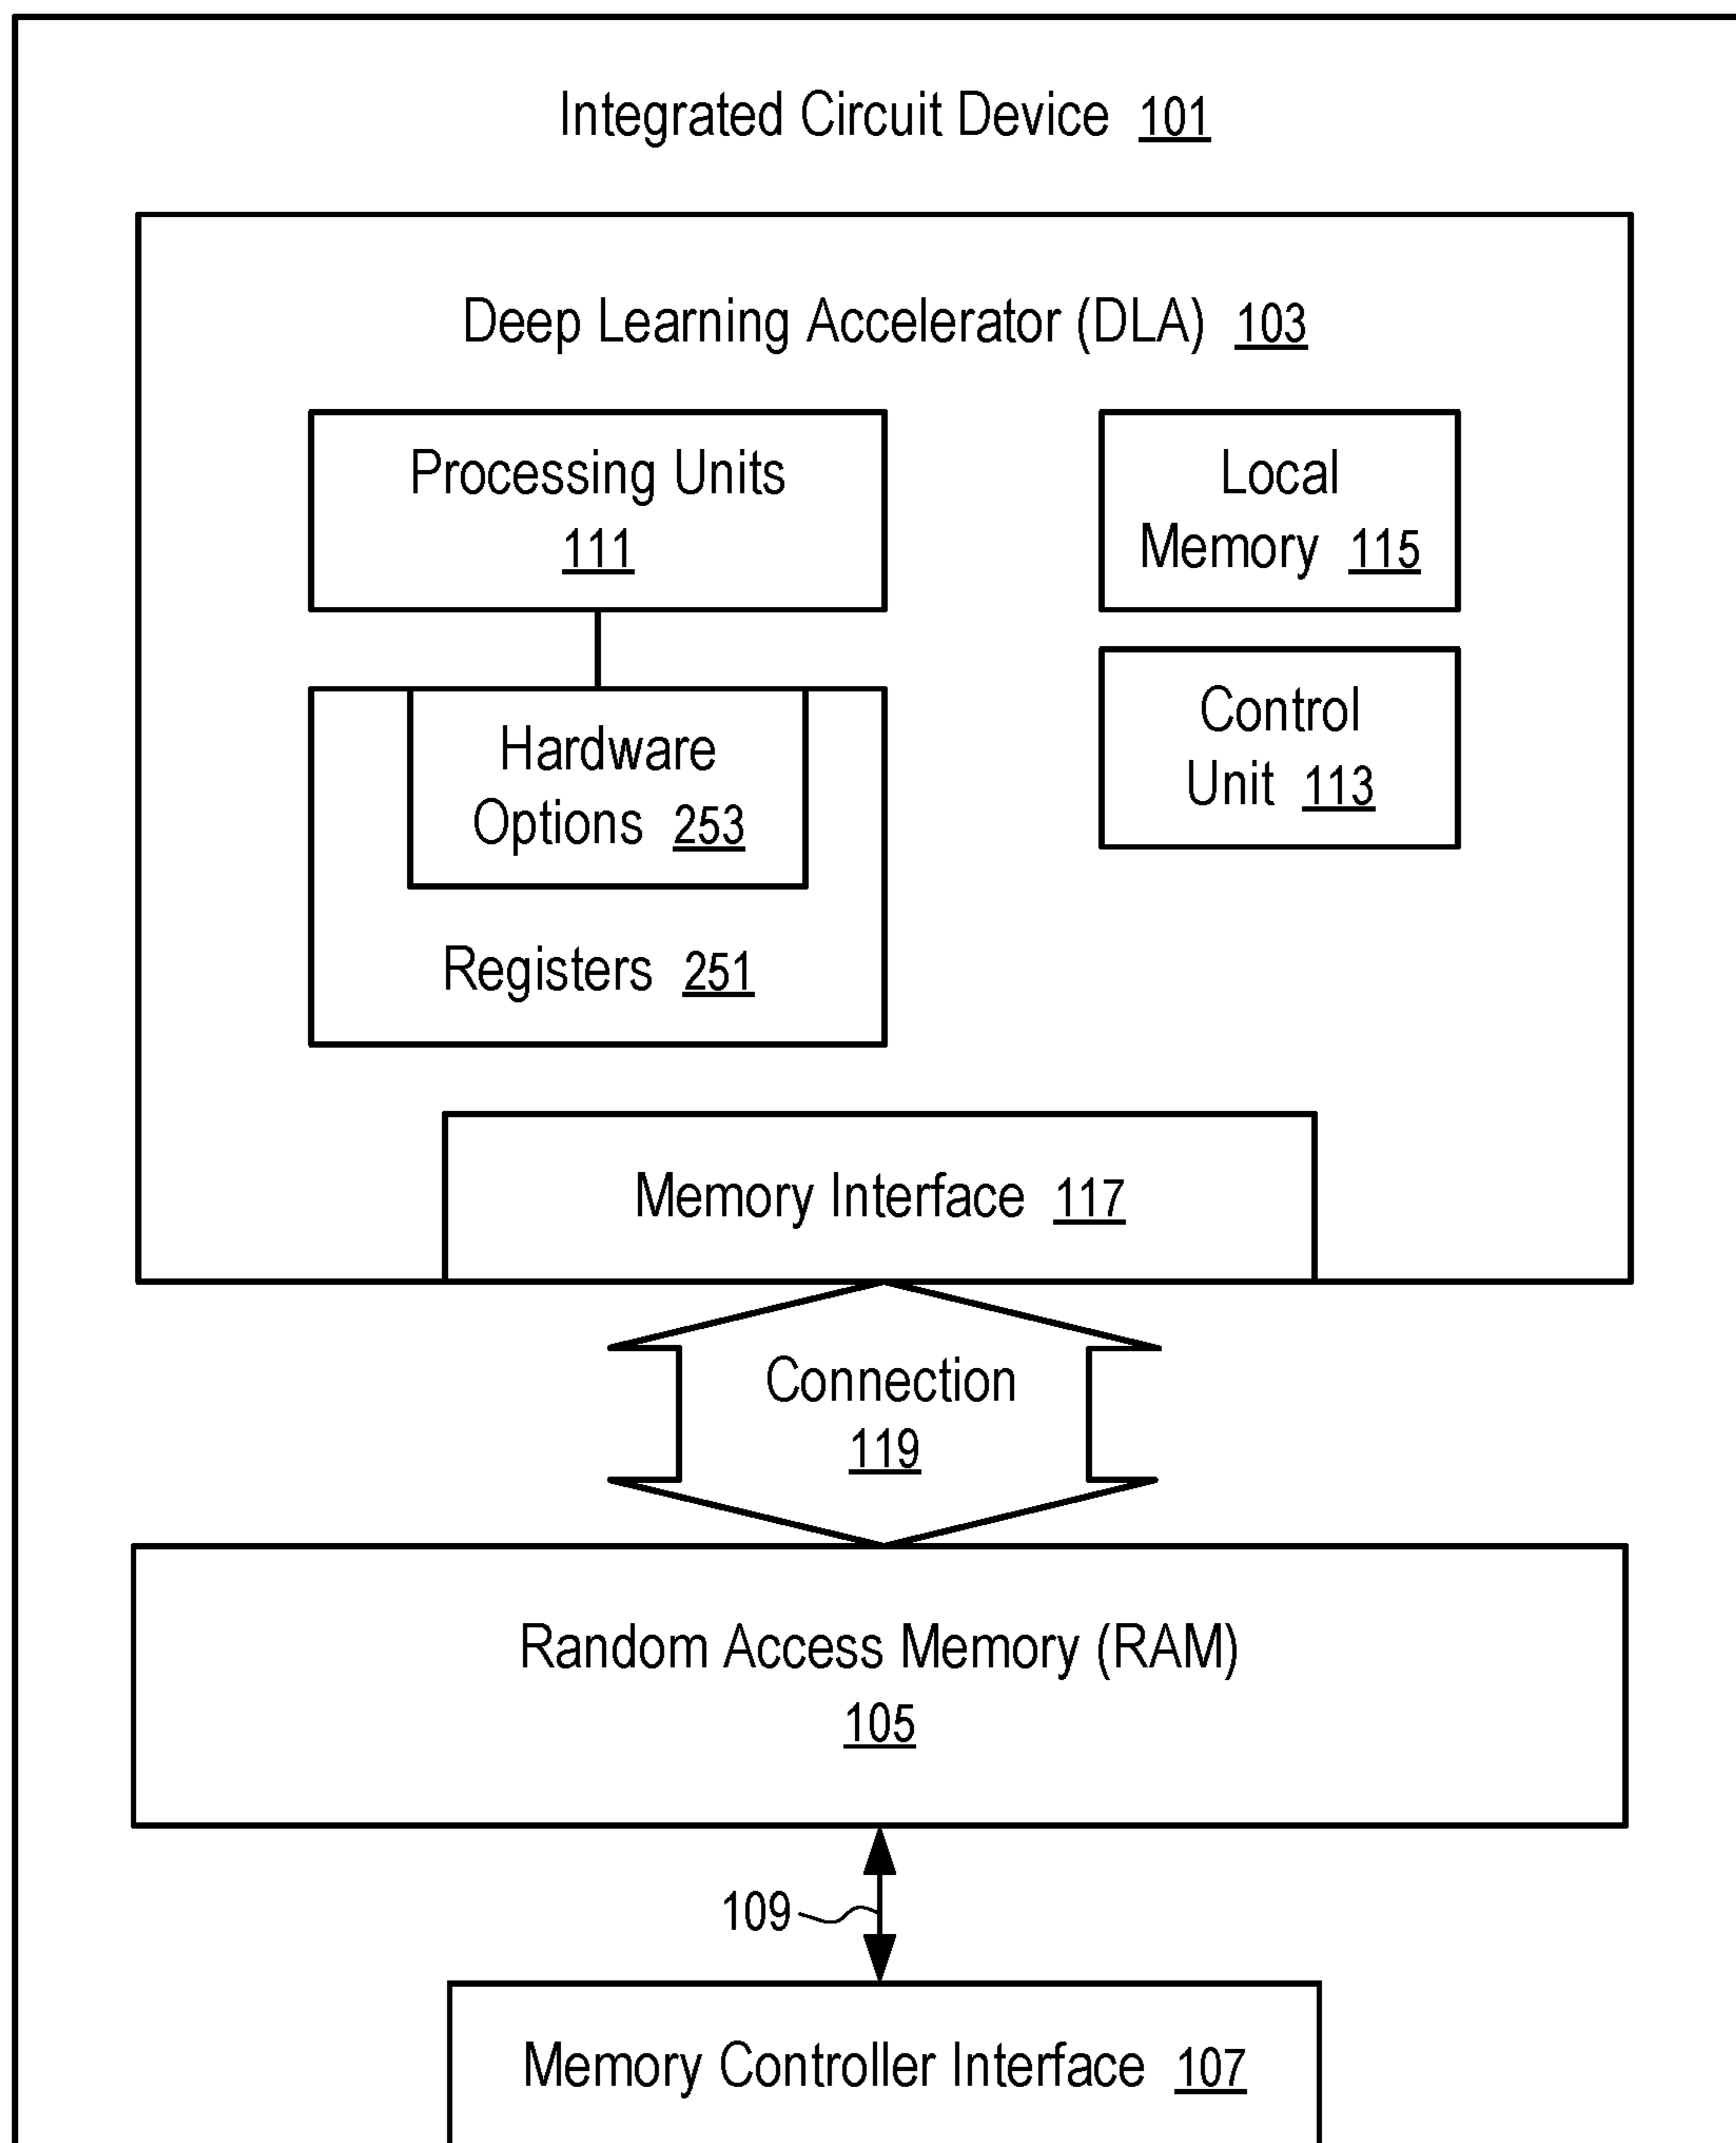 Integrated Circuit Device 101
Deep Learning Accelerator (DLA) 103
Processing Units
111
Local
Memory 115
Hardware
Options 253
Registers 251
Control
Unit 113
Memory Interface 117
Connection
119
Random Access Memory (RAM)
105
109
Memory Controller Interface 107